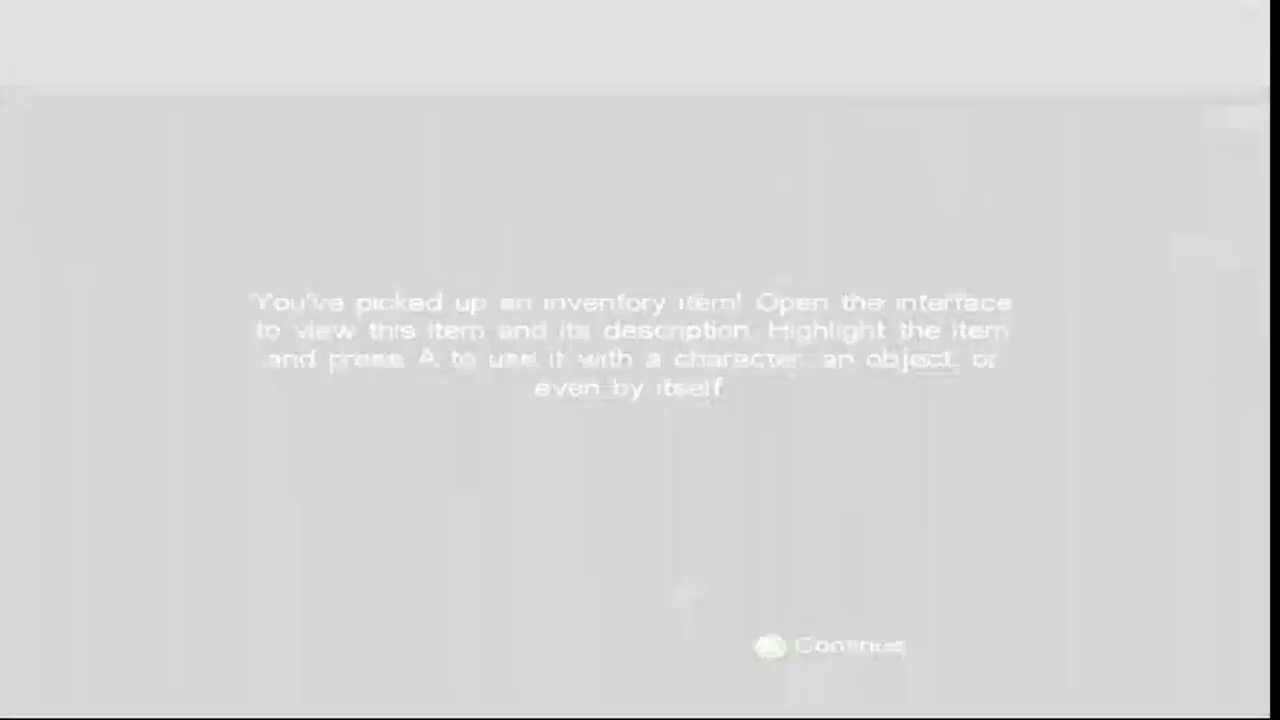 You've picked up an inventory item! Open the interface
to view this item and its description. Highlight the item
and press A to use it with a character, an object, or
even by itself.
Continue